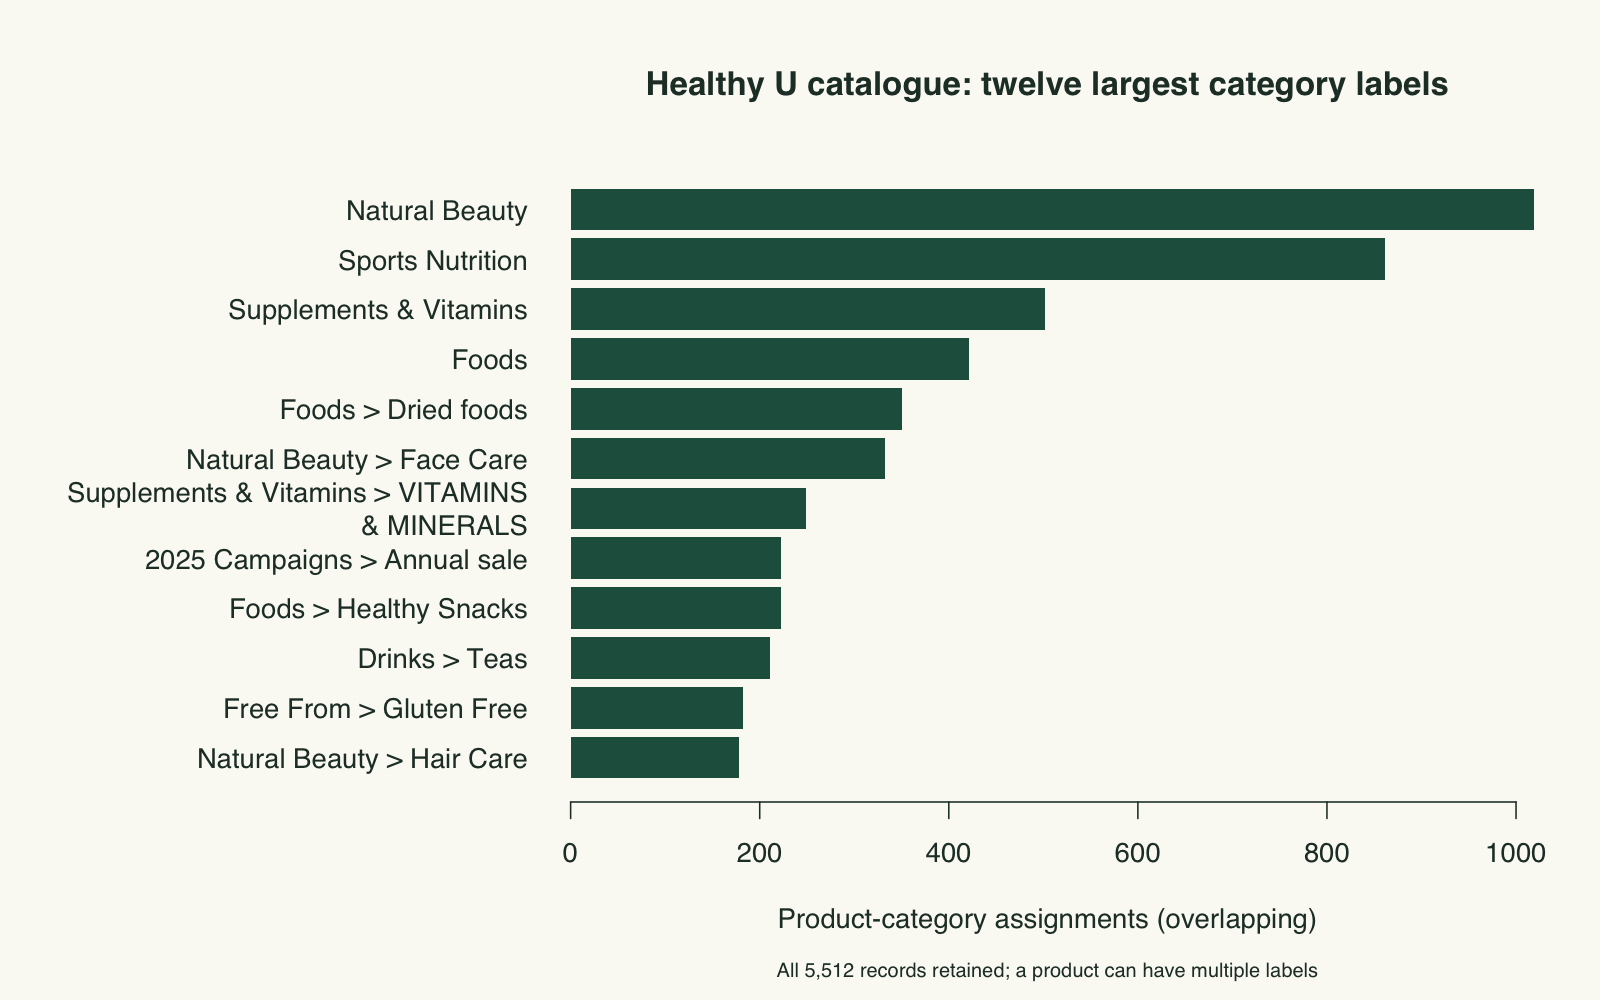 Healthy U catalogue: twelve largest category labels
Natural Beauty
Sports Nutrition
Supplements & Vitamins
Foods
Foods > Dried foods
Natural Beauty > Face Care
Supplements & Vitamins > VITAMINS
& MINERALS
2025 Campaigns > Annual sale
Foods > Healthy Snacks
Drinks > Teas
Free From > Gluten Free
Natural Beauty > Hair Care
0 200 400 600 800 1000
Product-category assignments (overlapping)
All 5,512 records retained; a product can have multiple labels